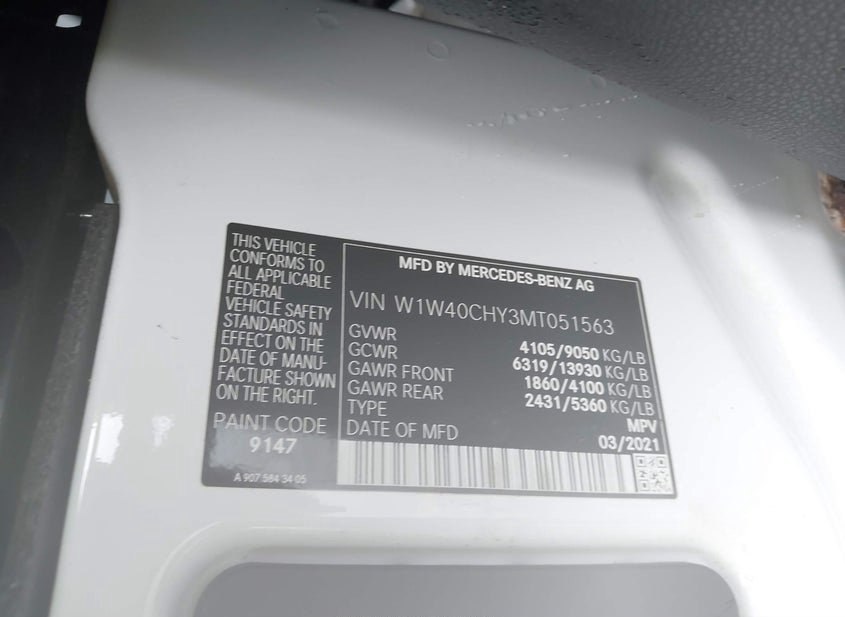 THIS VEHICLE
CONFORMS TO
ALL APPLICABLE
FEDERAL
VEHICLE SAFETY
STANDARDS IN
EFFECT ON THE
DATE OF MANU-
FACTURE SHOWN
ON THE RIGHT.
PAINT CODE
9147
A 907 584 34 05
MFD BY MERCEDES-BENZ AG
VIN W1W40CHY3MT051563
GVWR 4105/9050 KG/LB
GCWR 6319/13930 KG/LB
GAWR FRONT 1860/4100 KG/LB
GAWR REAR 2431/5360 KG/LB
TYPE MPV
DATE OF MFD 03/2021